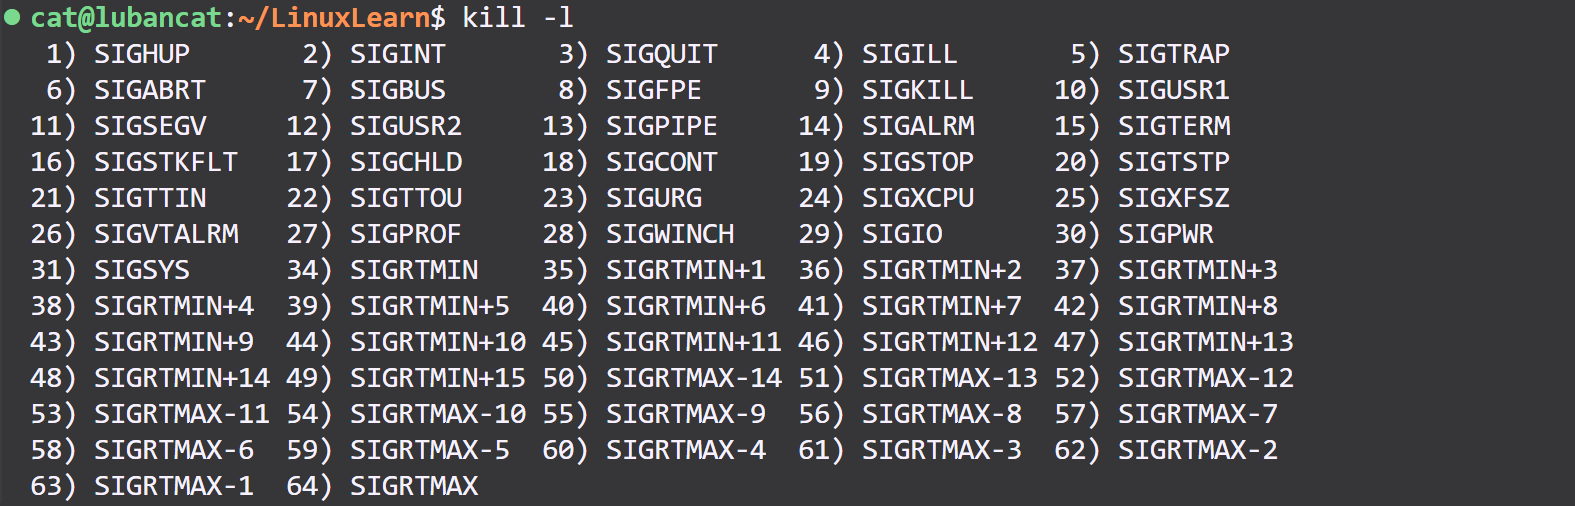 cat@lubancat:~/LinuxLearn$ kill -l
 1) SIGHUP       2) SIGINT       3) SIGQUIT      4) SIGILL       5) SIGTRAP
 6) SIGABRT      7) SIGBUS       8) SIGFPE       9) SIGKILL     10) SIGUSR1
11) SIGSEGV     12) SIGUSR2     13) SIGPIPE     14) SIGALRM     15) SIGTERM
16) SIGSTKFLT   17) SIGCHLD     18) SIGCONT     19) SIGSTOP     20) SIGTSTP
21) SIGTTIN     22) SIGTTOU     23) SIGURG      24) SIGXCPU     25) SIGXFSZ
26) SIGVTALRM   27) SIGPROF     28) SIGWINCH    29) SIGIO       30) SIGPWR
31) SIGSYS      34) SIGRTMIN    35) SIGRTMIN+1  36) SIGRTMIN+2  37) SIGRTMIN+3
38) SIGRTMIN+4  39) SIGRTMIN+5  40) SIGRTMIN+6  41) SIGRTMIN+7  42) SIGRTMIN+8
43) SIGRTMIN+9  44) SIGRTMIN+10 45) SIGRTMIN+11 46) SIGRTMIN+12 47) SIGRTMIN+13
48) SIGRTMIN+14 49) SIGRTMIN+15 50) SIGRTMAX-14 51) SIGRTMAX-13 52) SIGRTMAX-12
53) SIGRTMAX-11 54) SIGRTMAX-10 55) SIGRTMAX-9  56) SIGRTMAX-8  57) SIGRTMAX-7
58) SIGRTMAX-6  59) SIGRTMAX-5  60) SIGRTMAX-4  61) SIGRTMAX-3  62) SIGRTMAX-2
63) SIGRTMAX-1  64) SIGRTMAX